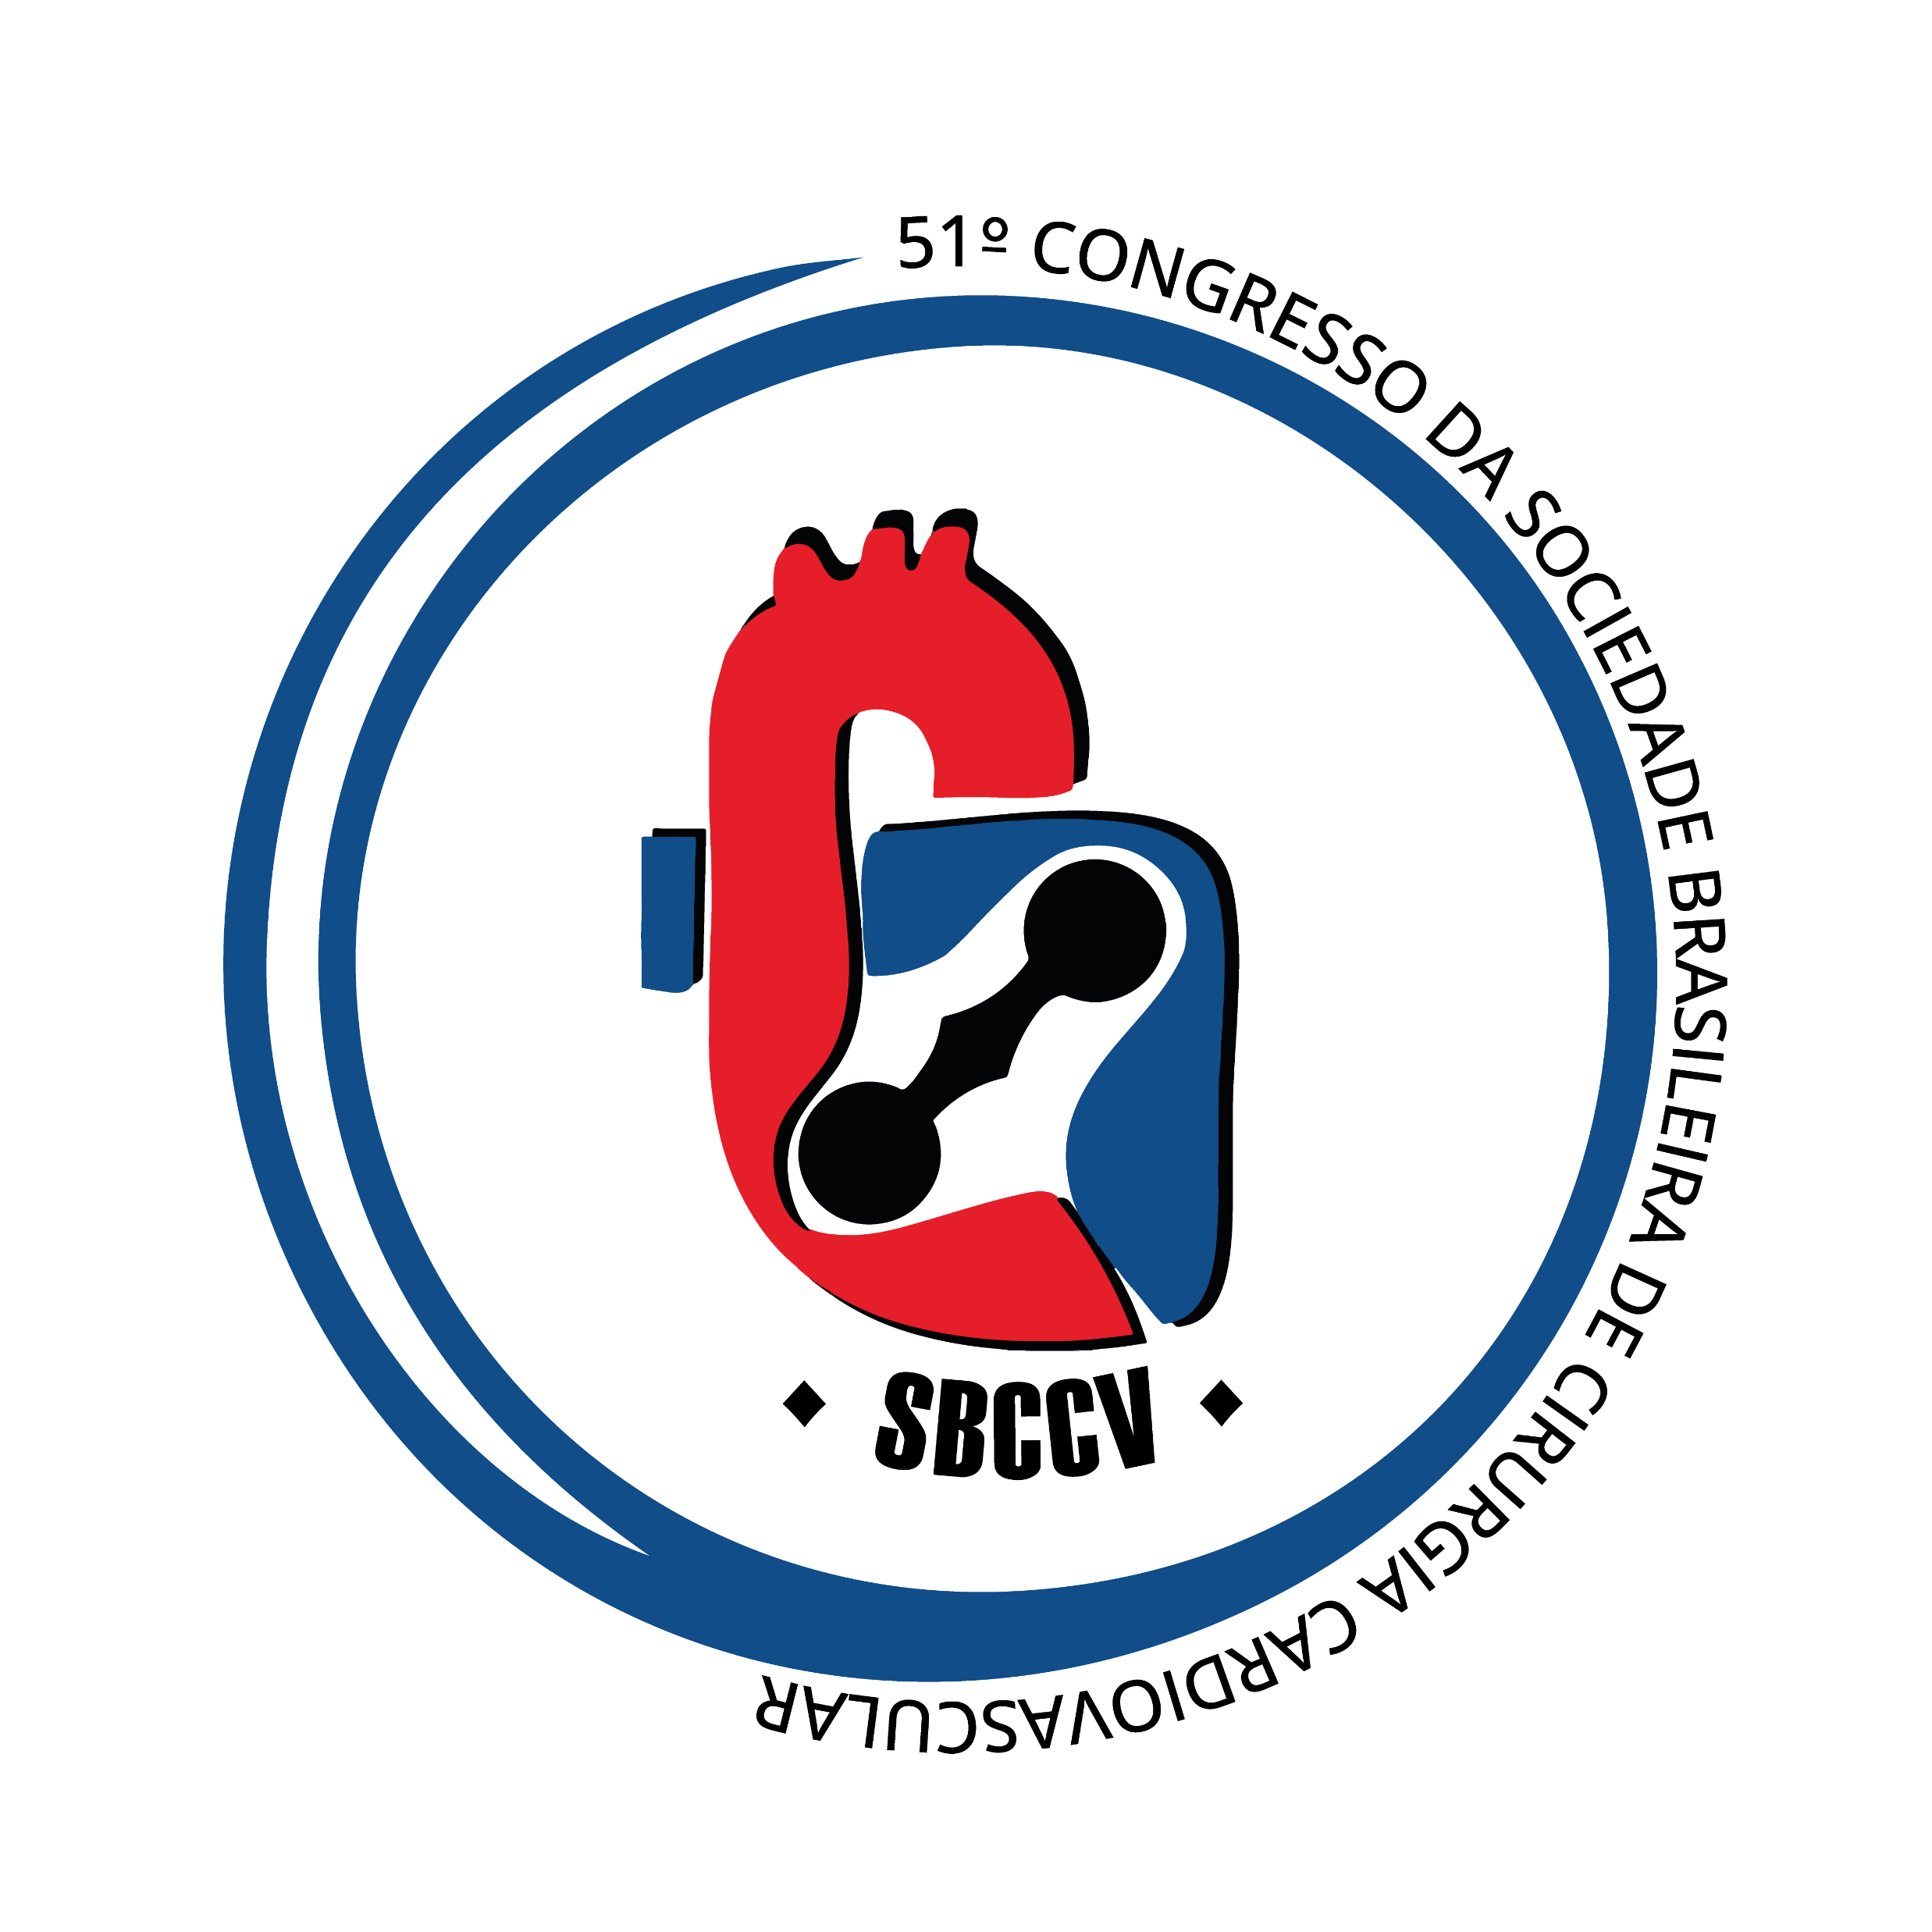 51º CONGRESSO DA SOCIEDADE BRASILEIRA DE CIRURGIA CARDIOVASCULAR
SBCCV